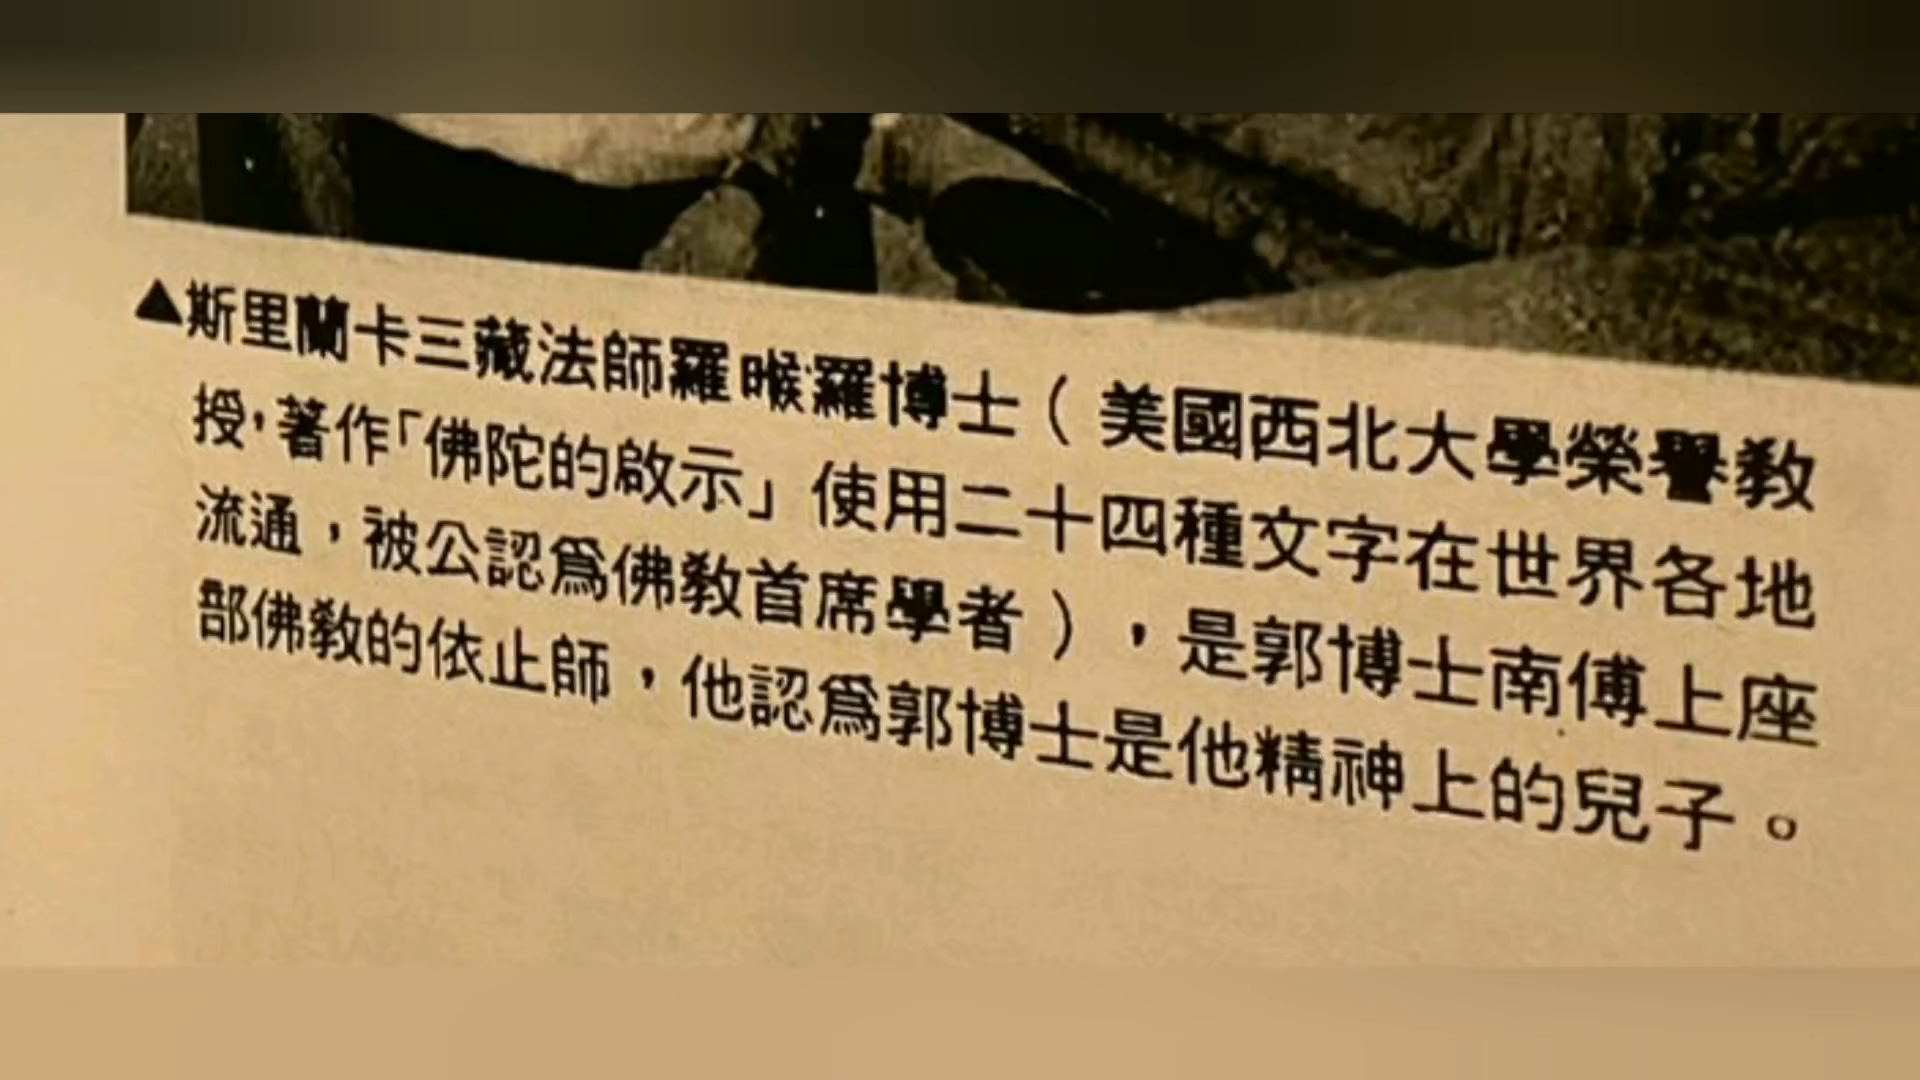 ▲斯里蘭卡三藏法師羅睺羅博士（美國西北大學榮譽教
授，著作「佛陀的啟示」使用二十四種文字在世界各地
流通，被公認為佛教首席學者），是郭博士南傅上座
部佛教的依止師，他認為郭博士是他精神上的兒子。